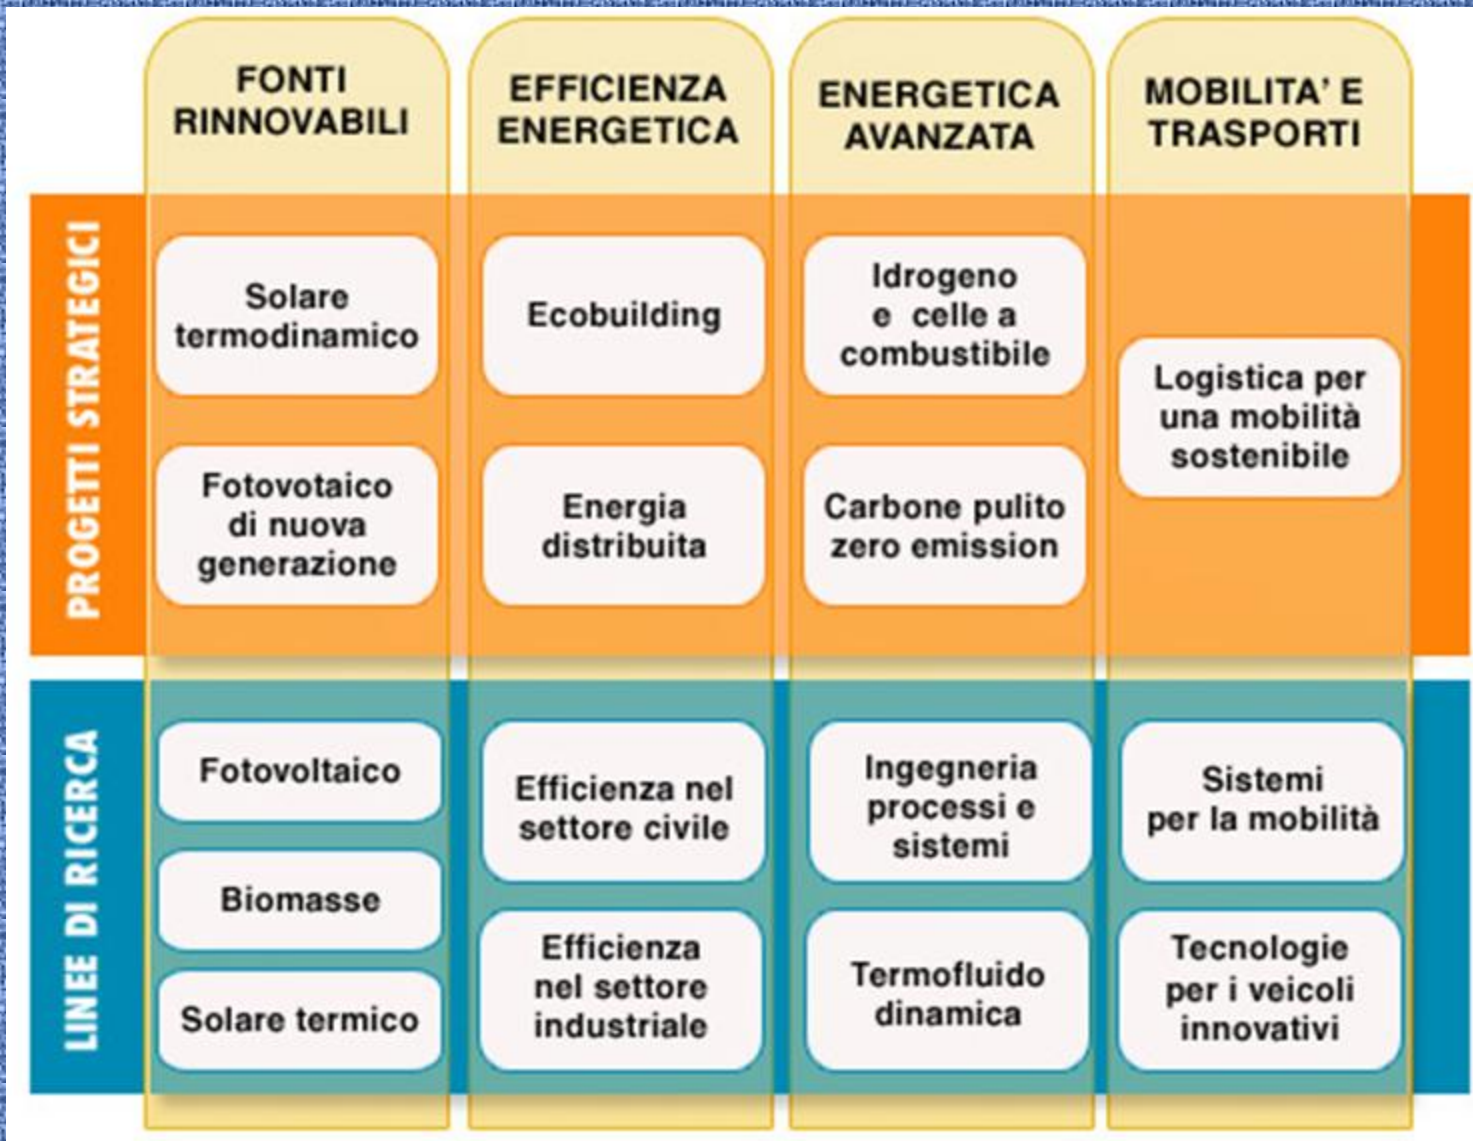 FONTI
RINNOVABILI
EFFICIENZA
ENERGETICA
ENERGETICA
AVANZATA
MOBILITA' E
TRASPORTI
PROGETTI STRATEGICI
Solare
termodinamico
Ecobuilding
Idrogeno
e celle a
combustibile
Logistica per
una mobilità
sostenibile
Fotovotaico
di nuova
generazione
Energia
distribuita
Carbone pulito
zero emission
LINEE DI RICERCA
Fotovoltaico
Biomasse
Solare termico
Efficienza nel
settore civile
Efficienza
nel settore
industriale
Ingegneria
processi e
sistemi
Termofluido
dinamica
Sistemi
per la mobilità
Tecnologie
per i veicoli
innovativi